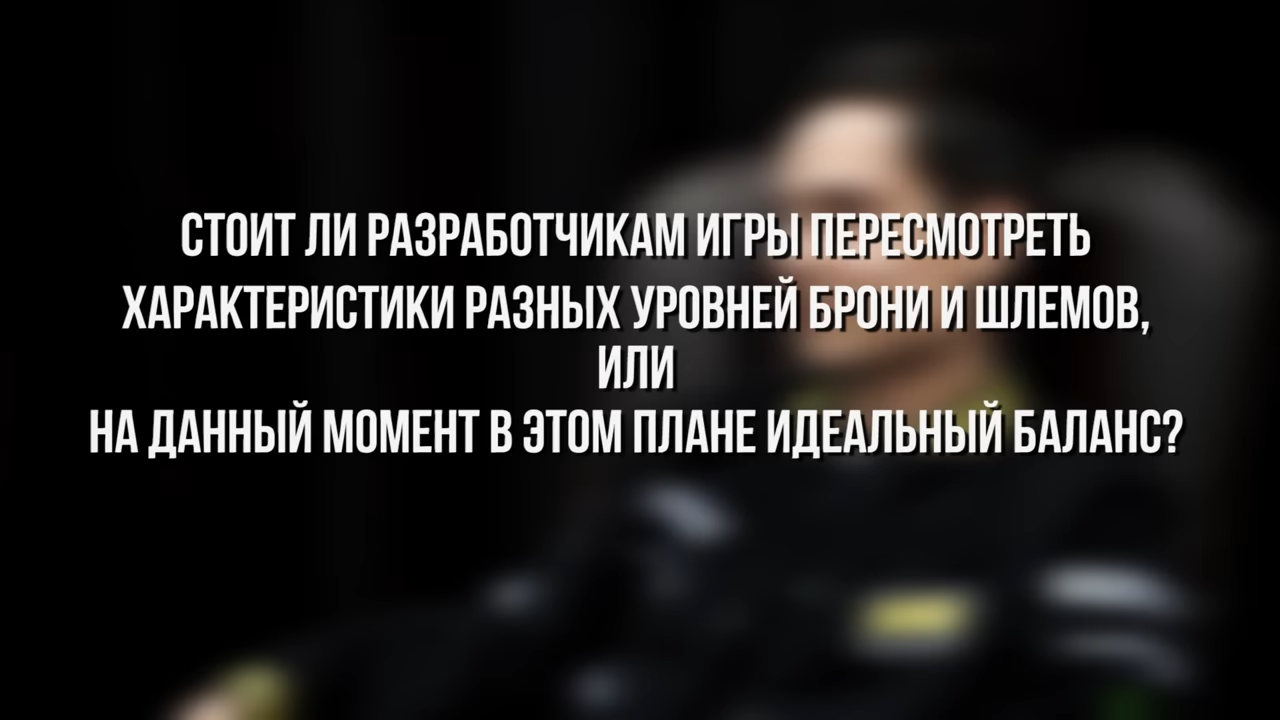 СТОИТ ЛИ РАЗРАБОТЧИКАМ ИГРЫ ПЕРЕСМОТРЕТЬ
ХАРАКТЕРИСТИКИ РАЗНЫХ УРОВНЕЙ БРОНИ И ШЛЕМОВ,
ИЛИ
НА ДАННЫЙ МОМЕНТ В ЭТОМ ПЛАНЕ ИДЕАЛЬНЫЙ БАЛАНС?